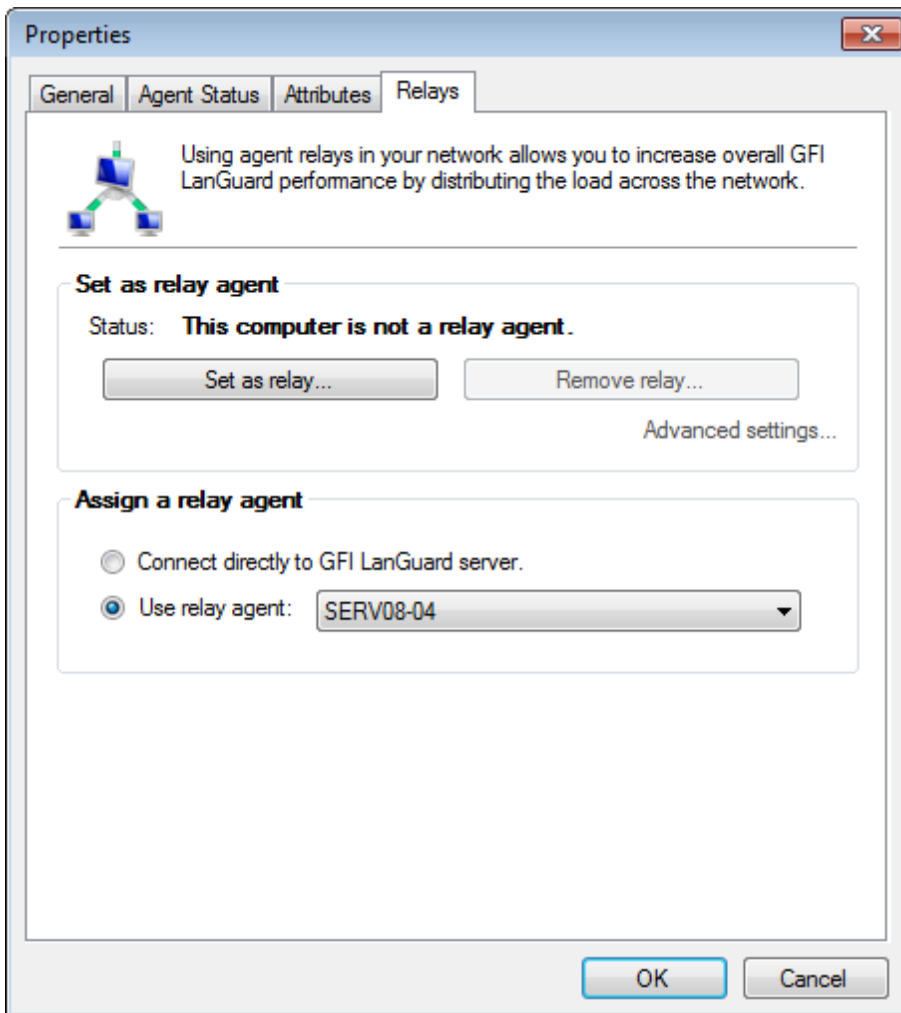 Properties
General
Agent Status
Attributes
Relays
Using agent relays in your network allows you to increase overall GFI
LanGuard performance by distributing the load across the network.
Set as relay agent
Status: This computer is not a relay agent.
Set as relay...
Remove relay...
Advanced settings...
Assign a relay agent
Connect directly to GFI LanGuard server.
Use relay agent: SERV08-04
OK
Cancel